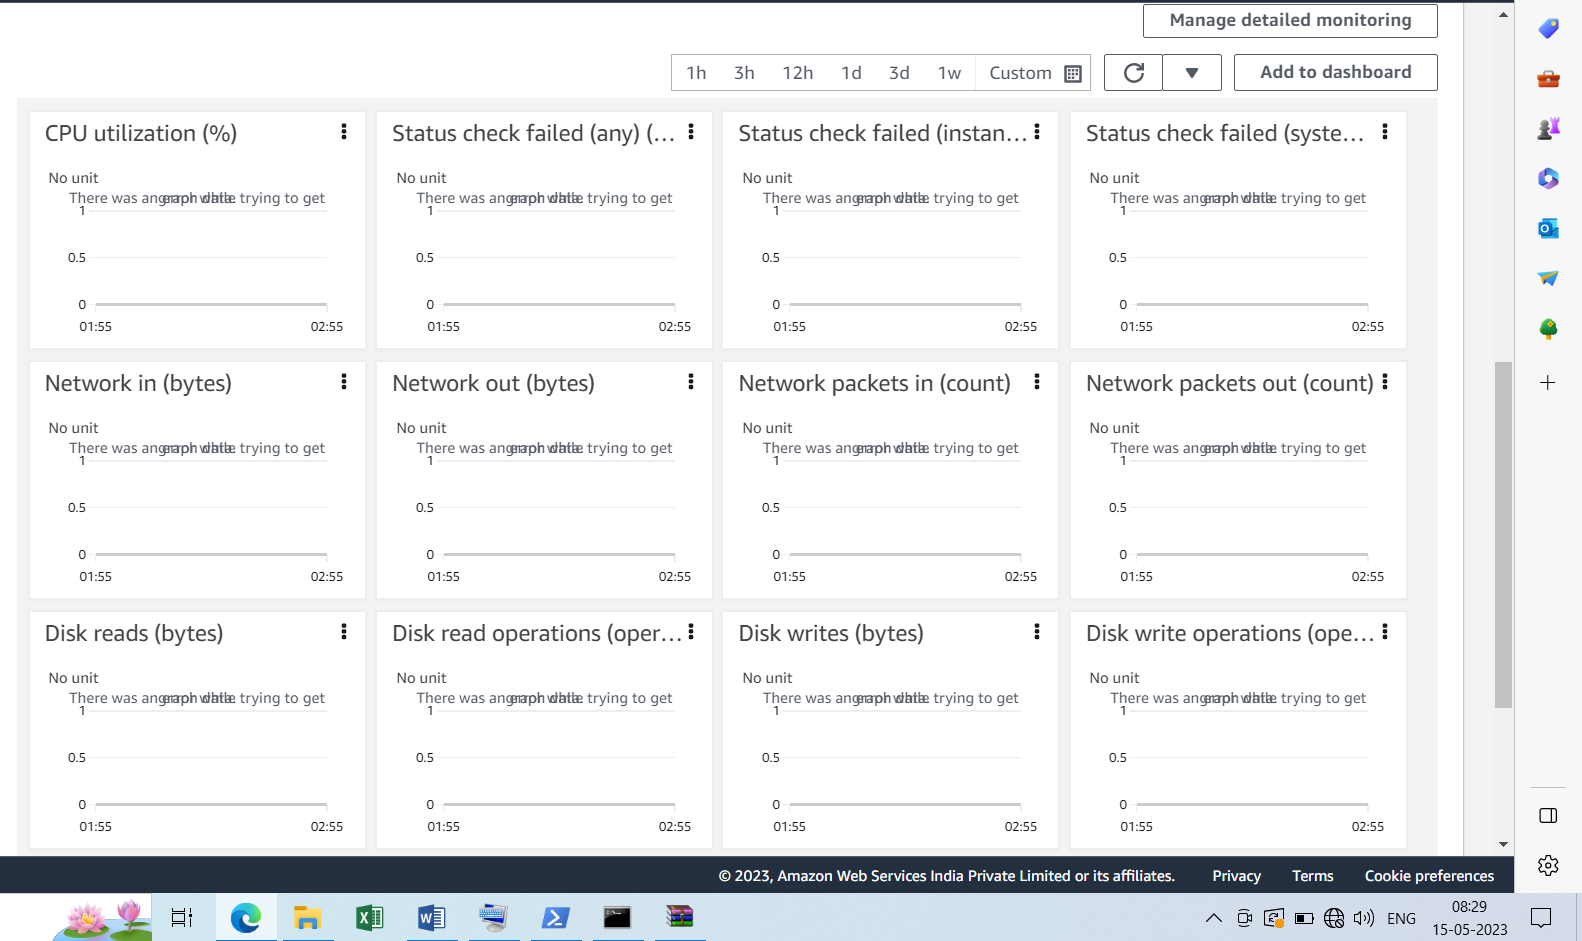 Manage detailed monitoring
1h 3h 12h 1d 3d 1w Custom
Add to dashboard
CPU utilization (%)
No unit
There was an error while trying to get
graph data.
1
0.5
0
01:55 02:55
Status check failed (any) (...
No unit
There was an error while trying to get
graph data.
1
0.5
0
01:55 02:55
Status check failed (instan...
No unit
There was an error while trying to get
graph data.
1
0.5
0
01:55 02:55
Status check failed (syste...
No unit
There was an error while trying to get
graph data.
1
0.5
0
01:55 02:55
Network in (bytes)
No unit
There was an error while trying to get
graph data.
1
0.5
0
01:55 02:55
Network out (bytes)
No unit
There was an error while trying to get
graph data.
1
0.5
0
01:55 02:55
Network packets in (count)
No unit
There was an error while trying to get
graph data.
1
0.5
0
01:55 02:55
Network packets out (count)
No unit
There was an error while trying to get
graph data.
1
0.5
0
01:55 02:55
Disk reads (bytes)
No unit
There was an error while trying to get
graph data.
1
0.5
0
01:55 02:55
Disk read operations (oper...
No unit
There was an error while trying to get
graph data.
1
0.5
0
01:55 02:55
Disk writes (bytes)
No unit
There was an error while trying to get
graph data.
1
0.5
0
01:55 02:55
Disk write operations (ope...
No unit
There was an error while trying to get
graph data.
1
0.5
0
01:55 02:55
© 2023, Amazon Web Services India Private Limited or its affiliates. Privacy Terms Cookie preferences
ENG
08:29
15-05-2023